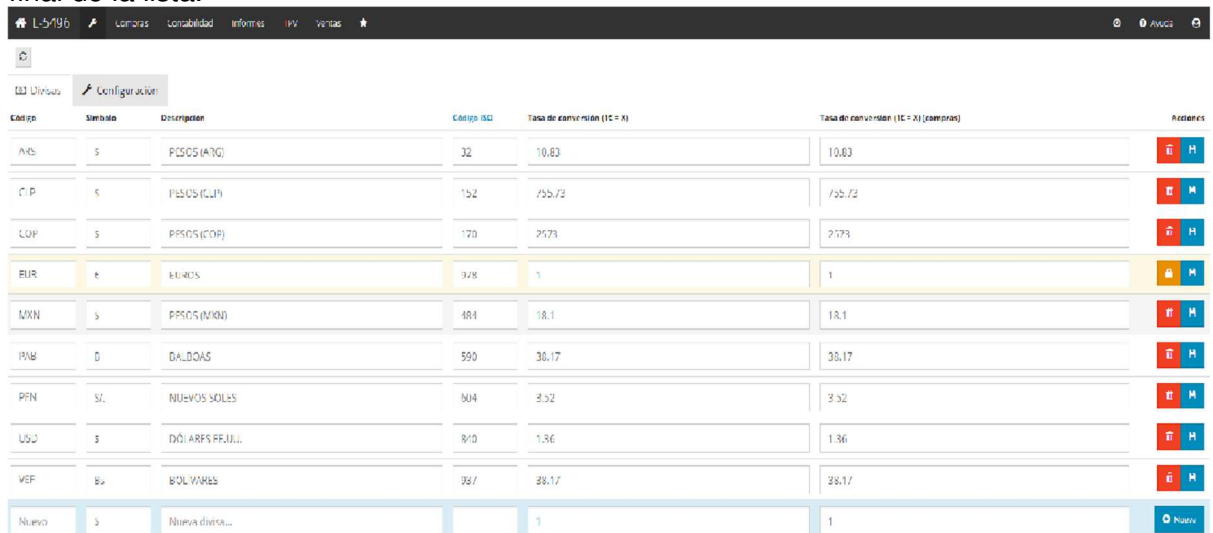 final de la lista.
L-5496 Compras Contabilidad Informes TPV Ventas Ayuda
Divisas Configuración
Código Símbolo Descripción Código ISO Tasa de conversión (1€ = X) Tasa de conversión (1€ = X) (compras) Acciones
ARS $ PESOS (ARG) 32 10.83 10.83
CLP $ PESOS (CLP) 152 755.73 755.73
COP $ PESOS (COP) 170 2573 2573
EUR € EUROS 978 1 1
MXN $ PESOS (MXN) 484 18.1 18.1
PAB B BALBOAS 590 38.17 38.17
PEN S/. NUEVOS SOLES 604 3.52 3.52
USD $ DÓLARES EE.UU. 840 1.36 1.36
VEF Bs BOLIVARES 937 38.17 38.17
Nuevo $ Nueva divisa... 1 1 Nuevo